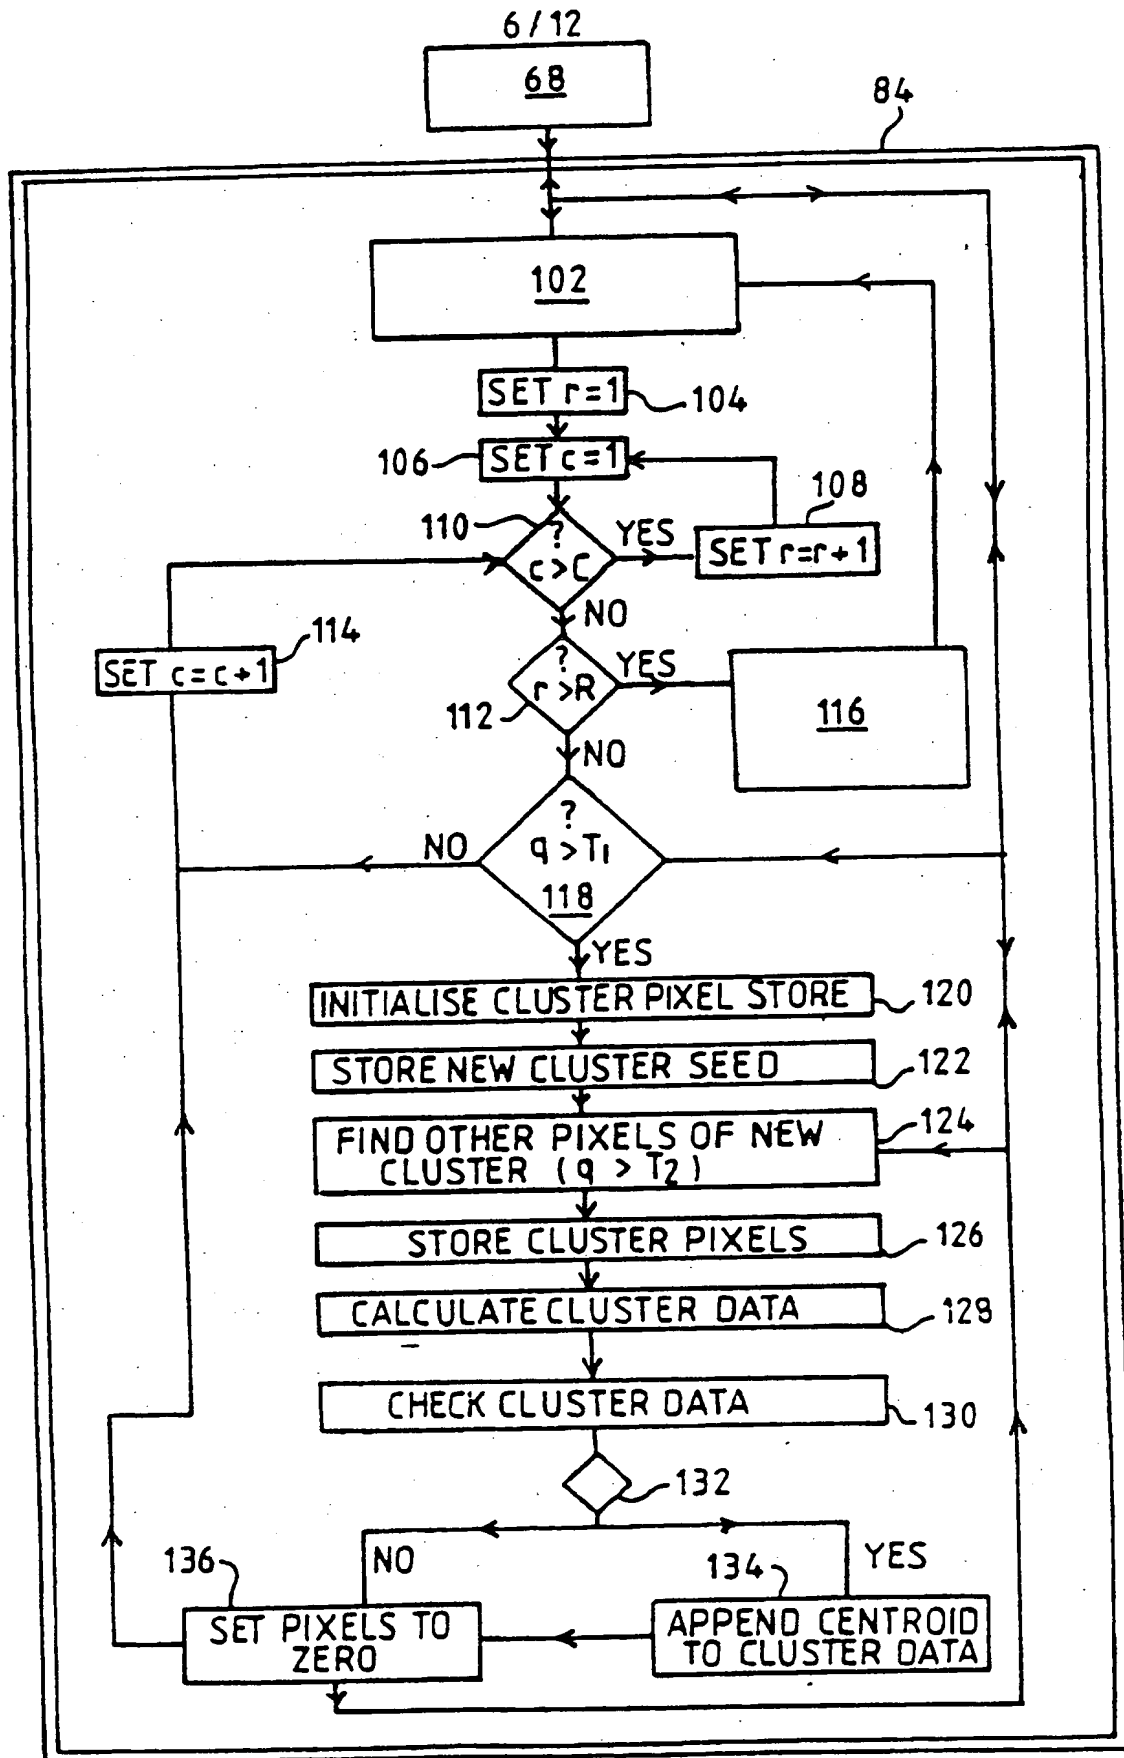 6/12
68
84
102
SET r=1
104
106
SET c=1
108
110
?
c>C
YES
SET r=r+1
NO
114
SET c=c+1
?
r>R
YES
112
116
NO
?
q>T1
118
NO
YES
INITIALISE CLUSTER PIXEL STORE
120
STORE NEW CLUSTER SEED
122
FIND OTHER PIXELS OF NEW
CLUSTER (q > T2)
124
STORE CLUSTER PIXELS
126
CALCULATE CLUSTER DATA
128
CHECK CLUSTER DATA
130
132
NO
YES
136
134
SET PIXELS TO
ZERO
APPEND CENTROID
TO CLUSTER DATA